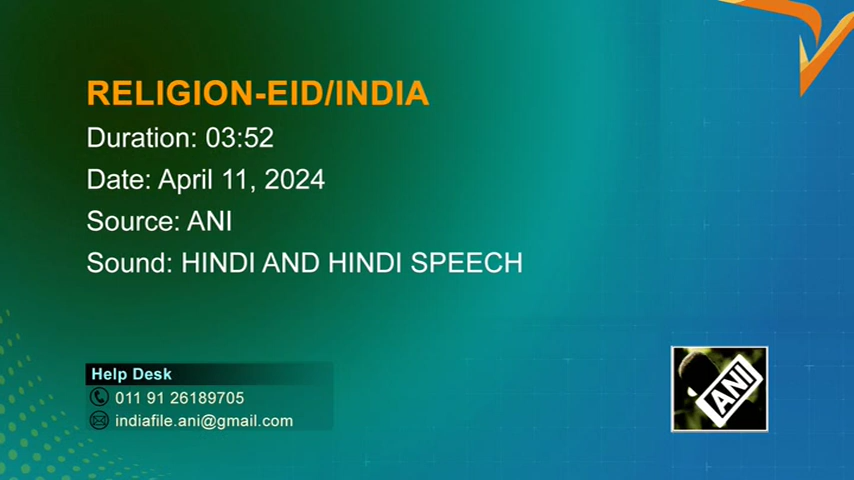 RELIGION-EID/INDIA
Duration: 03:52
Date: April 11, 2024
Source: ANI
Sound: HINDI AND HINDI SPEECH
Help Desk
011 91 26189705
indiafile.ani@gmail.com
ANI